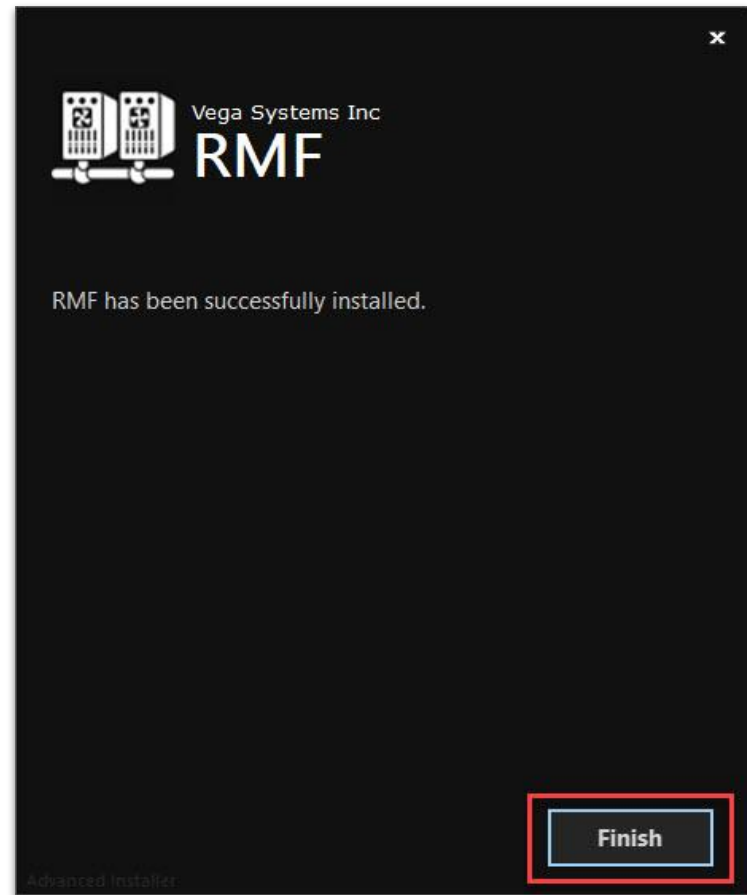 Vega Systems Inc
RMF
RMF has been successfully installed.
Finish
Advanced Installer